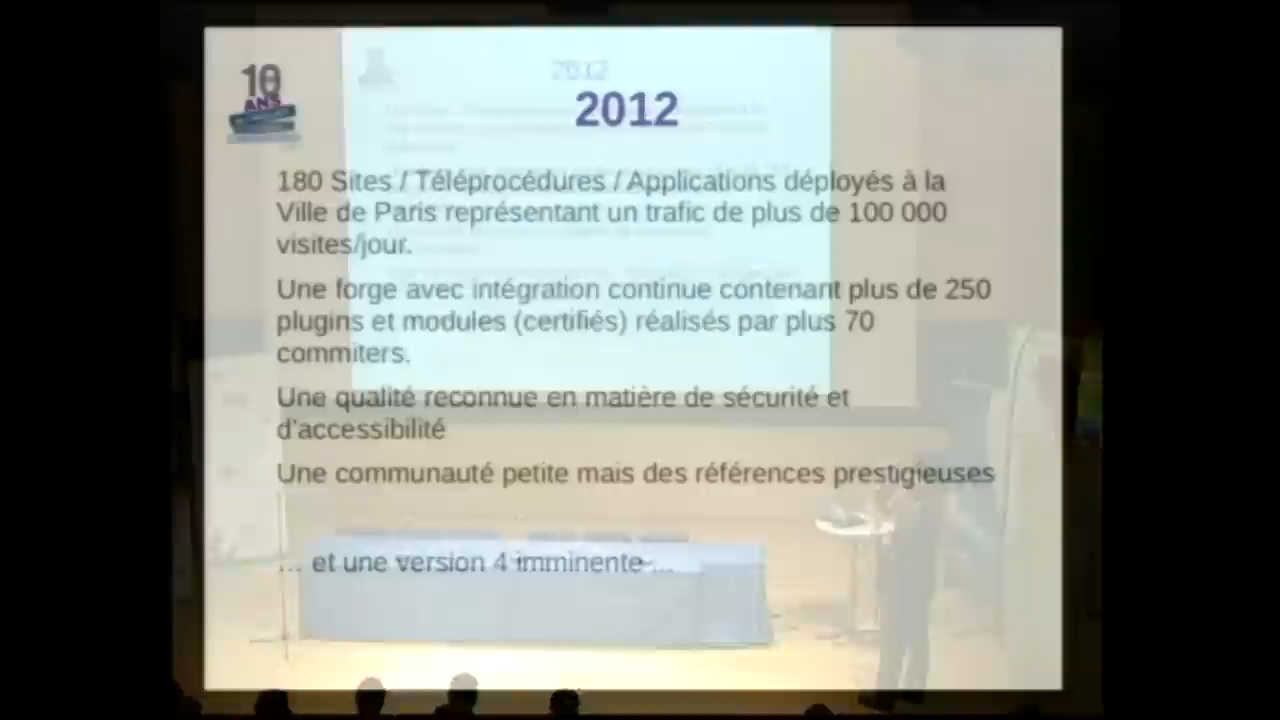 10
ANS
2012
2012
180 Sites / Téléprocédures / Applications déployés à la
Ville de Paris représentant un trafic de plus de 100 000
visites/jour.
Une forge avec intégration continue contenant plus de 250
plugins et modules (certifiés) réalisés par plus 70
commiters.
Une qualité reconnue en matière de sécurité et
d'accessibilité
Une communauté petite mais des références prestigieuses
... et une version 4 imminente ...